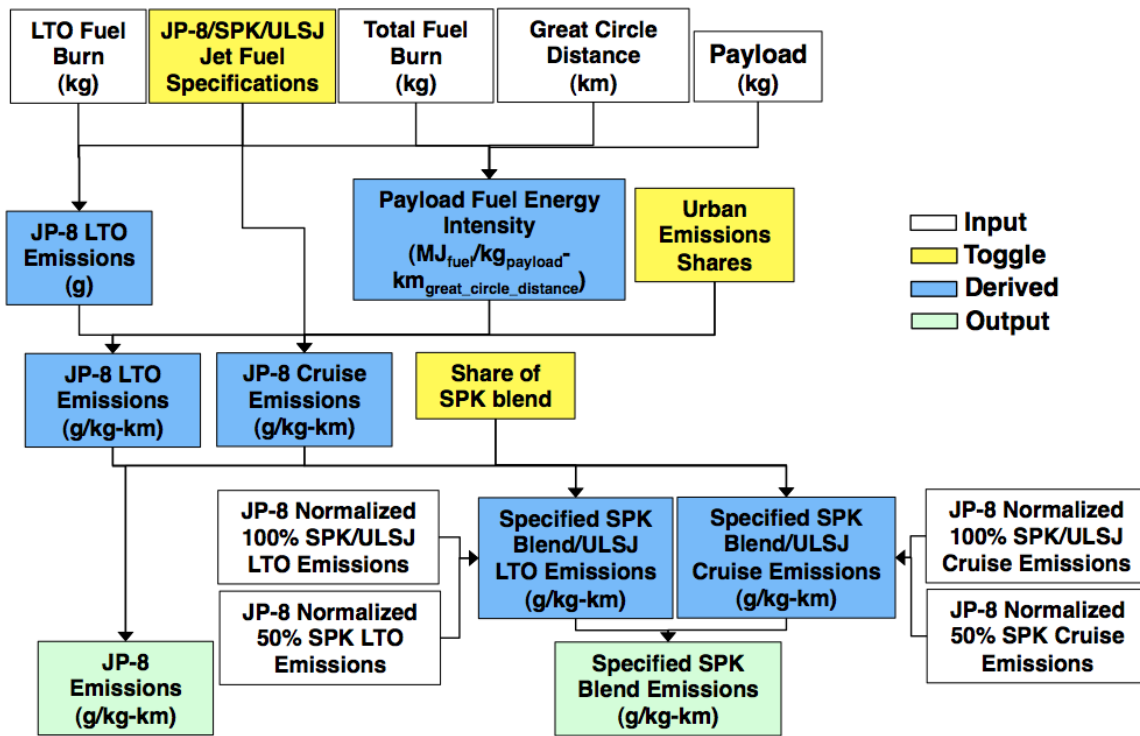 LTO Fuel
Burn
(kg)
JP-8/SPK/ULSJ
Jet Fuel
Specifications
Total Fuel
Burn
(kg)
Great Circle
Distance
(km)
Payload
(kg)
JP-8 LTO
Emissions
(g)
Payload Fuel Energy
Intensity
(MJfuel/kgpayload-
kmgreat_circle_distance)
Urban
Emissions
Shares
Input
Toggle
Derived
Output
JP-8 LTO
Emissions
(g/kg-km)
JP-8 Cruise
Emissions
(g/kg-km)
Share of
SPK blend
JP-8 Normalized
100% SPK/ULSJ
LTO Emissions
JP-8 Normalized
50% SPK LTO
Emissions
Specified SPK
Blend/ULSJ
LTO Emissions
(g/kg-km)
Specified SPK
Blend/ULSJ
Cruise Emissions
(g/kg-km)
JP-8 Normalized
100% SPK/ULSJ
Cruise Emissions
JP-8 Normalized
50% SPK Cruise
Emissions
JP-8
Emissions
(g/kg-km)
Specified SPK
Blend Emissions
(g/kg-km)